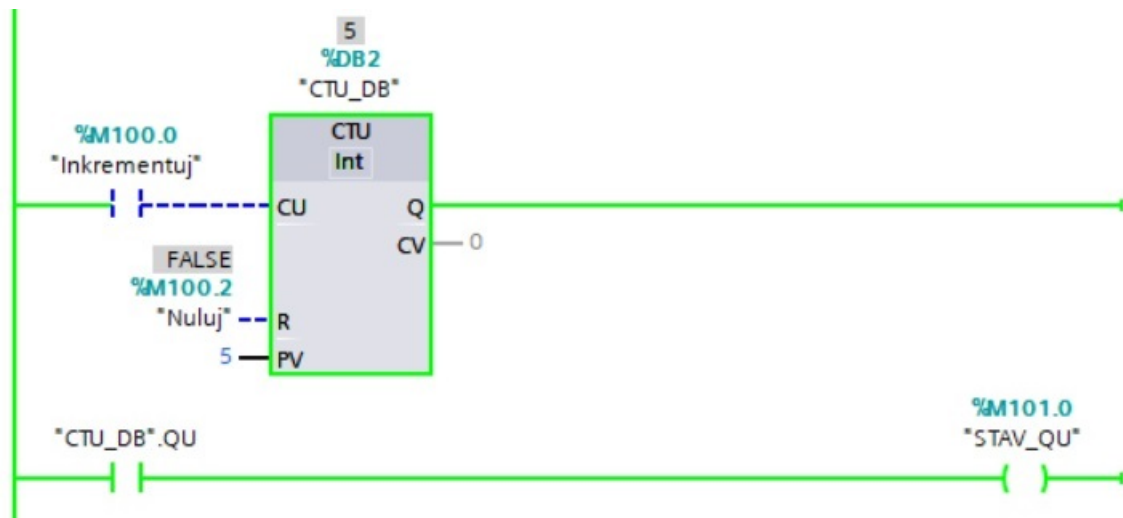 5
%DB2
"CTU_DB"
CTU
Int
%M100.0
"Inkrementuj"
CU
Q
CV
0
FALSE
%M100.2
"Nuluj"
R
5
PV
"CTU_DB".QU
%M101.0
"STAV_QU"